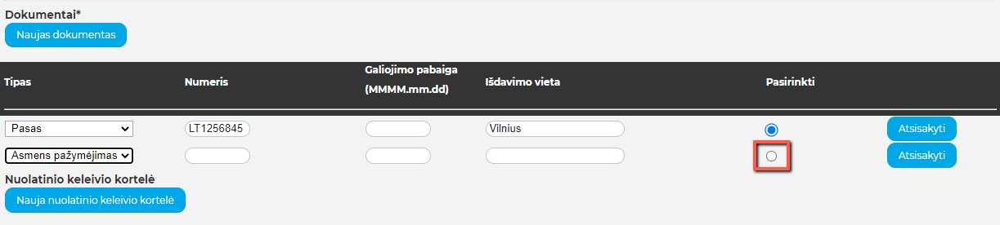 Dokumentai*
Naujas dokumentas
Tipas Numeris Galiojimo pabaiga (MMMM.mm.dd) Išdavimo vieta Pasirinkti
Pasas LT1256845 Vilnius Atsisakyti
Asmens pažymėjimas Atsisakyti
Nuolatinio keleivio kortelė
Nauja nuolatinio keleivio kortelė